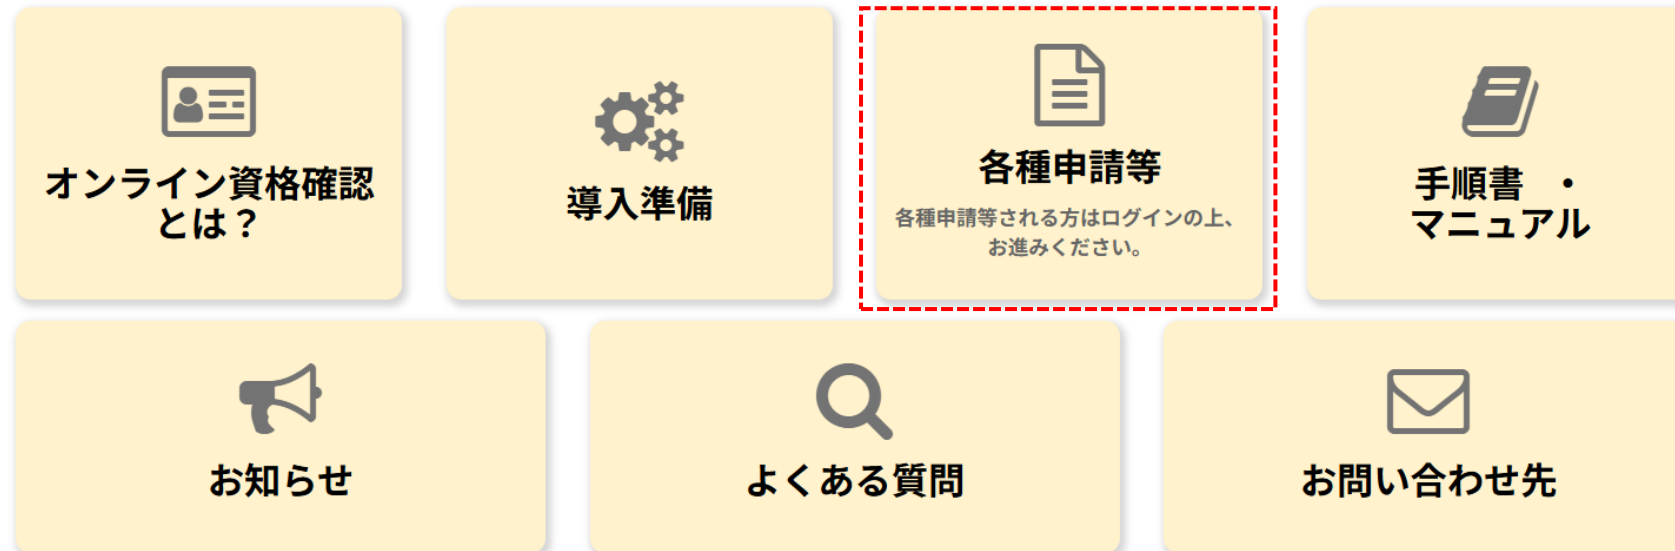 オンライン資格確認
とは？
導入準備
各種申請等
各種申請等される方はログインの上、
お進みください。
手順書　・
マニュアル
お知らせ
よくある質問
お問い合わせ先